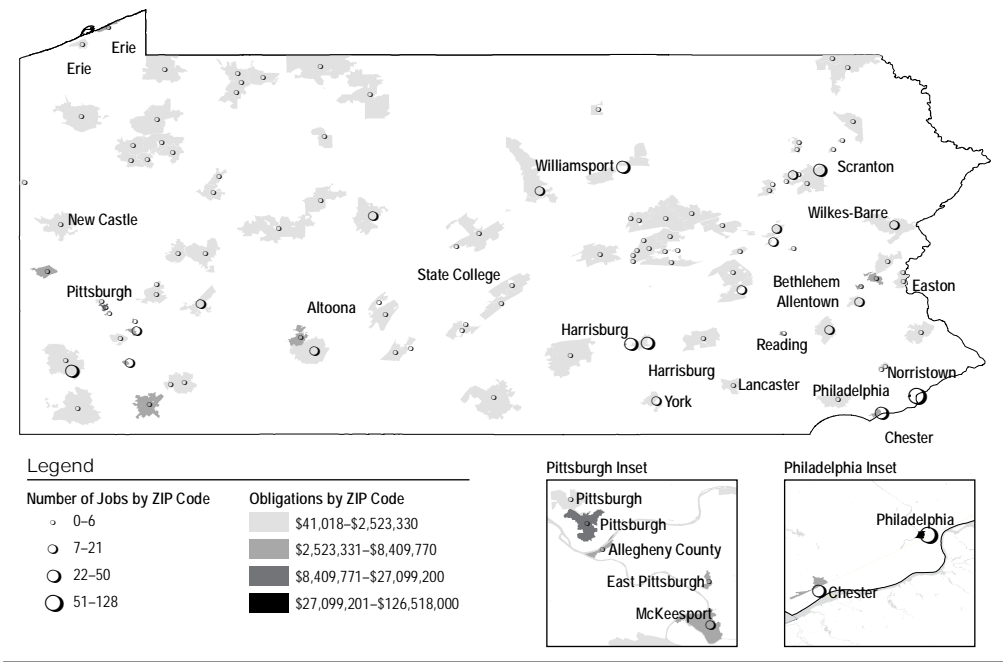 Erie
Erie
Williamsport
Scranton
New Castle
Wilkes-Barre
State College
Pittsburgh
Bethlehem
Allentown
Easton
Altoona
Harrisburg
Reading
Harrisburg
Lancaster
Norristown
Philadelphia
York
Chester
Legend
Number of Jobs by ZIP Code
0–6
7–21
22–50
51–128
Obligations by ZIP Code
$41,018–$2,523,330
$2,523,331–$8,409,770
$8,409,771–$27,099,200
$27,099,201–$126,518,000
Pittsburgh Inset
Pittsburgh
Pittsburgh
Allegheny County
East Pittsburgh
McKeesport
Philadelphia Inset
Philadelphia
Chester